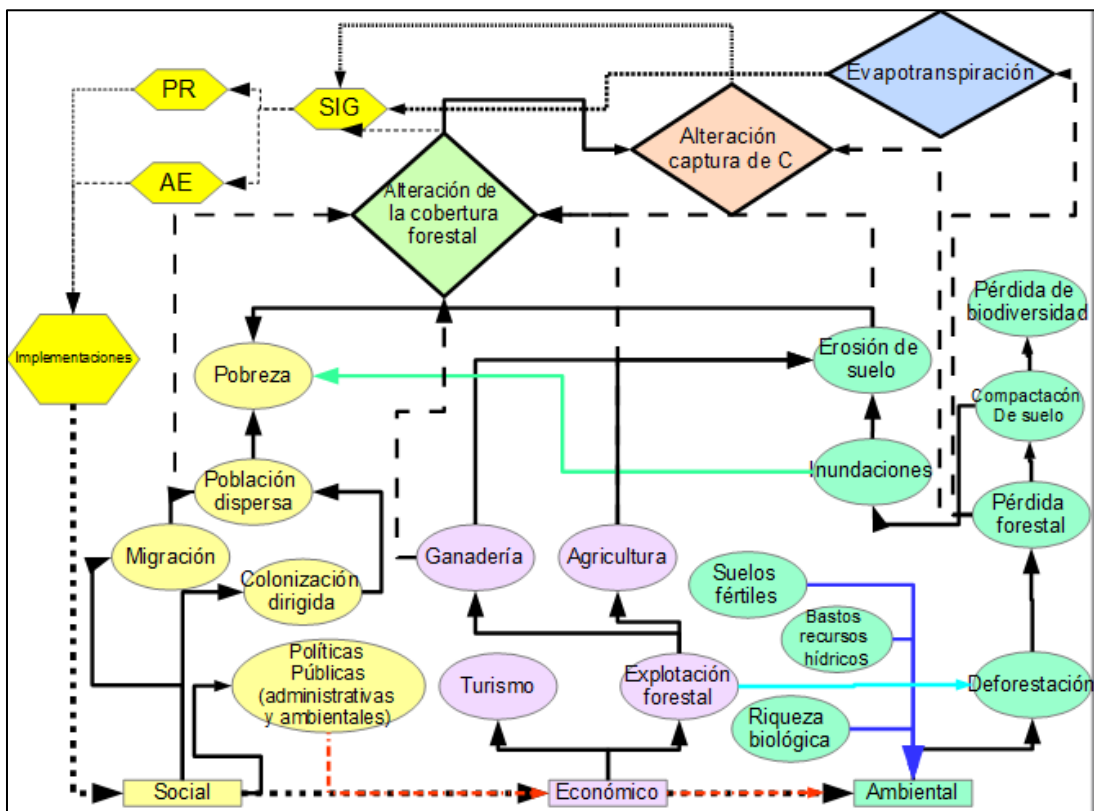 Evapotranspiración
PR
SIG
AE
Alteración
captura de C
Alteración de
la cobertura
forestal
Implementaciones
Pobreza
Erosión de
suelo
Pérdida de
biodiversidad
Compactacón
De suelo
Población
dispersa
Inundaciones
Pérdida
forestal
Migración
Colonización
dirigida
Ganadería
Agricultura
Suelos
fértiles
Bastos
recursos
hídricos
Políticas
Públicas
(administrativas
y ambientales)
Turismo
Explotación
forestal
Riqueza
biológica
Deforestación
Social
Económico
Ambiental